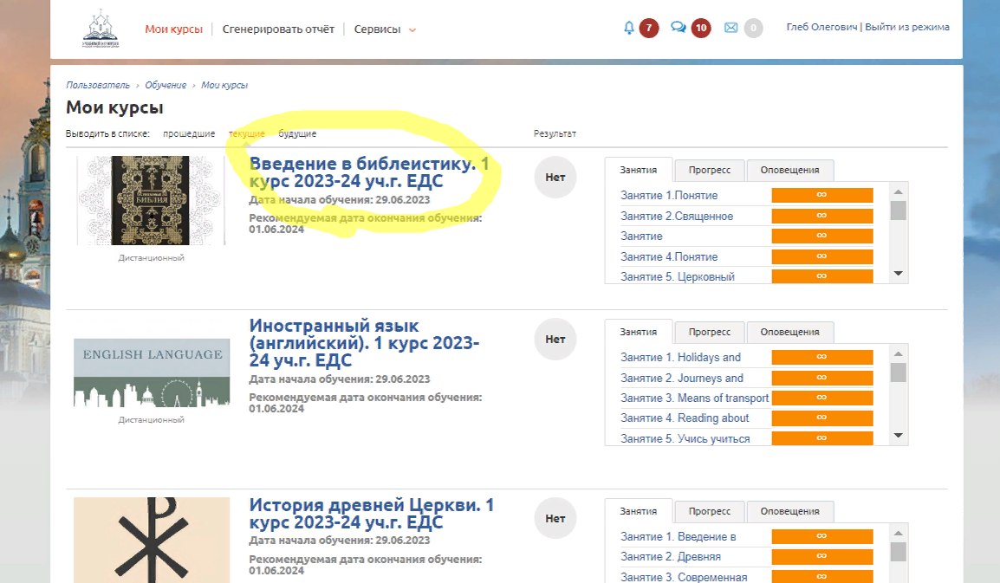 Мои курсы
Сгенерировать отчёт
Сервисы
7
10
0
Глеб Олегович | Выйти из режима
Пользователь › Обучение › Мои курсы
Мои курсы
Выводить в списке: прошедшие текущие будущие
Результат
БИБЛИЯ
Дистанционный
Введение в библеистику. 1
курс 2023-24 уч.г. ЕДС
Дата начала обучения: 29.06.2023
Рекомендуемая дата окончания обучения:
01.06.2024
Нет
Занятия Прогресс Оповещения
Занятие 1.Понятие ∞
Занятие 2.Священное ∞
Занятие ∞
Занятие 4.Понятие ∞
Занятие 5. Церковный ∞
ENGLISH LANGUAGE
Дистанционный
Иностранный язык
(английский). 1 курс 2023-
24 уч.г. ЕДС
Дата начала обучения: 29.06.2023
Рекомендуемая дата окончания обучения:
01.06.2024
Нет
Занятия Прогресс Оповещения
Занятие 1. Holidays and ∞
Занятие 2. Journeys and ∞
Занятие 3. Means of transport ∞
Занятие 4. Reading about ∞
Занятие 5. Учись учиться ∞
История древней Церкви. 1
курс 2023-24 уч.г. ЕДС
Дата начала обучения: 29.06.2023
Рекомендуемая дата окончания обучения:
01.06.2024
Нет
Занятия Прогресс Оповещения
Занятие 1. Введение в ∞
Занятие 2. Древняя ∞
Занятие 3. Современная ∞